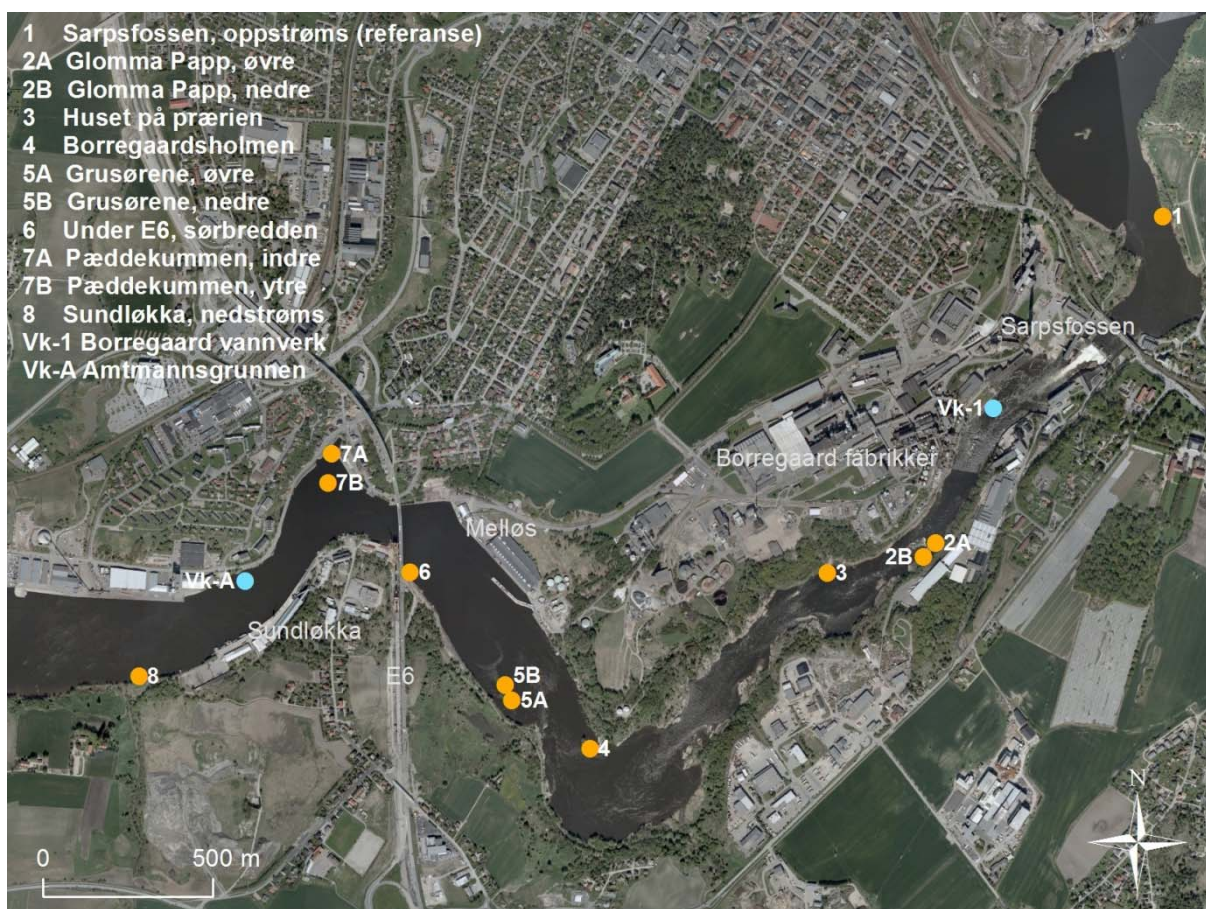 1 Sarpsfossen, oppstrøms (referanse)
2A Glomma Papp, øvre
2B Glomma Papp, nedre
3 Huset på prærien
4 Borregaardsholmen
5A Grusørene, øvre
5B Grusørene, nedre
6 Under E6, sørbredden
7A Pæddekummen, indre
7B Pæddekummen, ytre
8 Sundløkka, nedstrøms
Vk-1 Borregaard vannverk
Vk-A Amtmannsgrunnen
1
Sarpsfossen
Vk-1
7A
Borregaard fabrikker
7B
Melløs
2A
2B
6
3
Vk-A
Sundløkka
E6
8
5B
5A
4
N
0 500 m